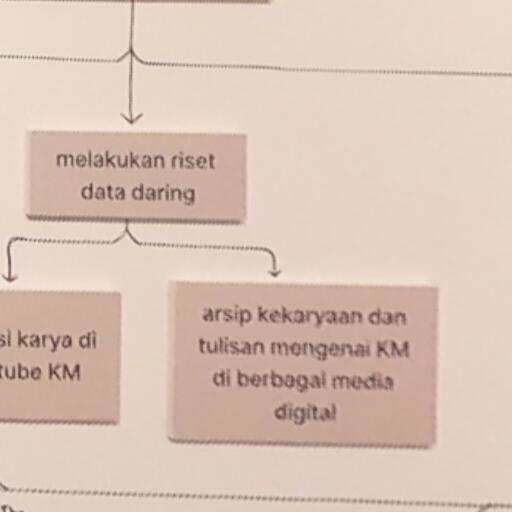 melakukan riset
data daring
si karya di
tube KM
arsip kekaryaan dan
tulisan mengenai KM
di berbagai media
digital